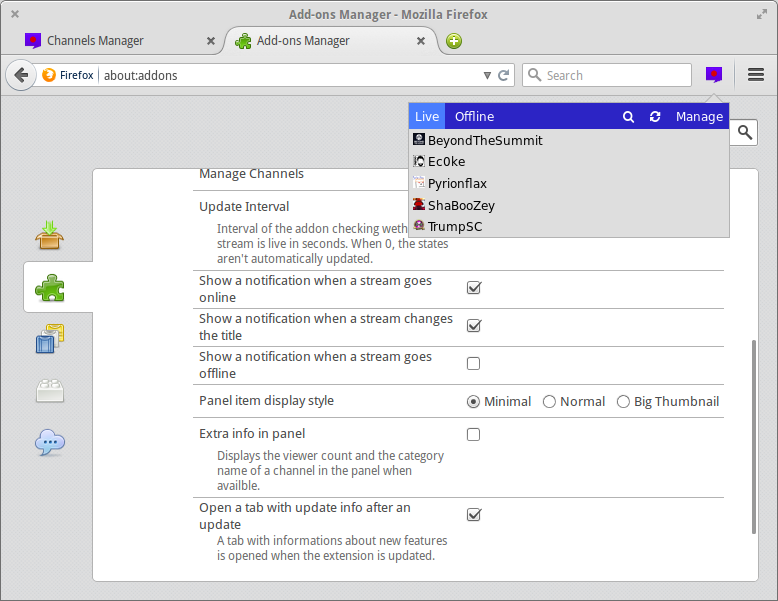 Add-ons Manager - Mozilla Firefox
Channels Manager
Add-ons Manager
Firefox
about:addons
Search
Live
Offline
Manage
BeyondTheSummit
Ec0ke
Pyrionflax
ShaBooZey
TrumpSC
Manage Channels
Update Interval
Interval of the addon checking weth
stream is live in seconds. When 0, the states
aren't automatically updated.
Show a notification when a stream goes
online
Show a notification when a stream changes
the title
Show a notification when a stream goes
offline
Panel item display style
Minimal
Normal
Big Thumbnail
Extra info in panel
Displays the viewer count and the category
name of a channel in the panel when
availble.
Open a tab with update info after an
update
A tab with informations about new features
is opened when the extension is updated.